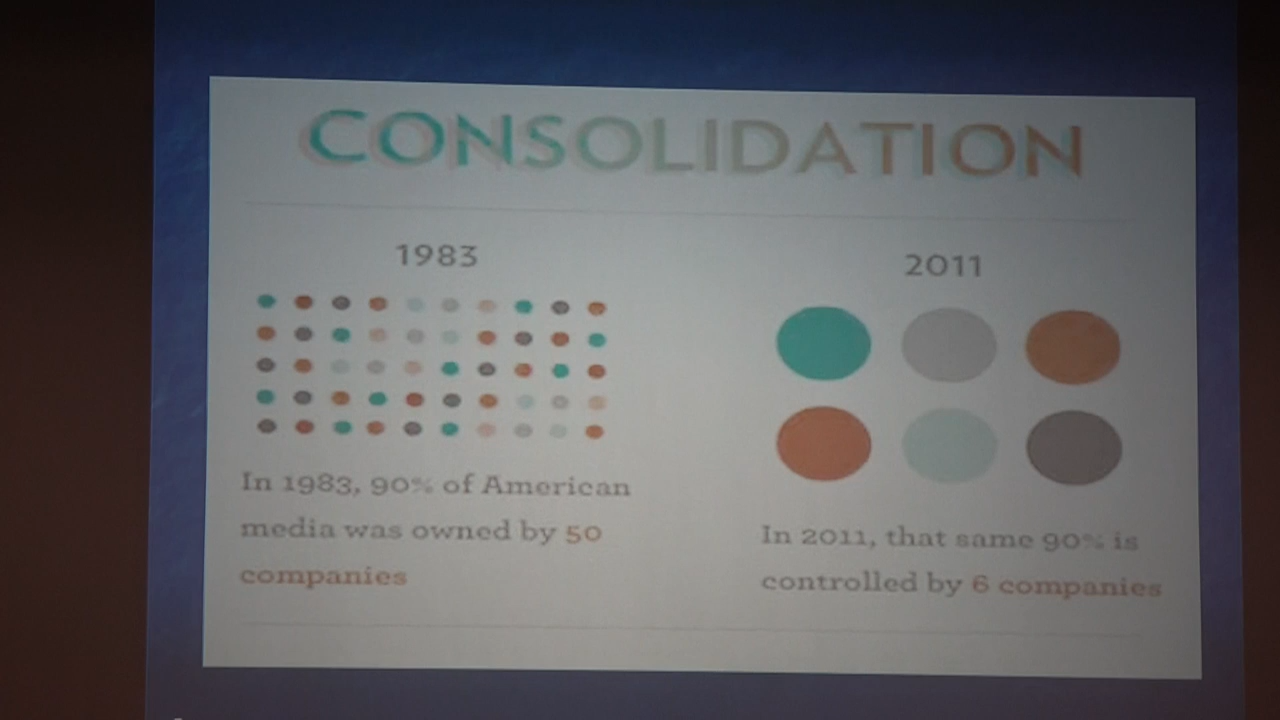 CONSOLIDATION
1983
In 1983, 90% of American
media was owned by 50
companies
2011
In 2011, that same 90% is
controlled by 6 companies